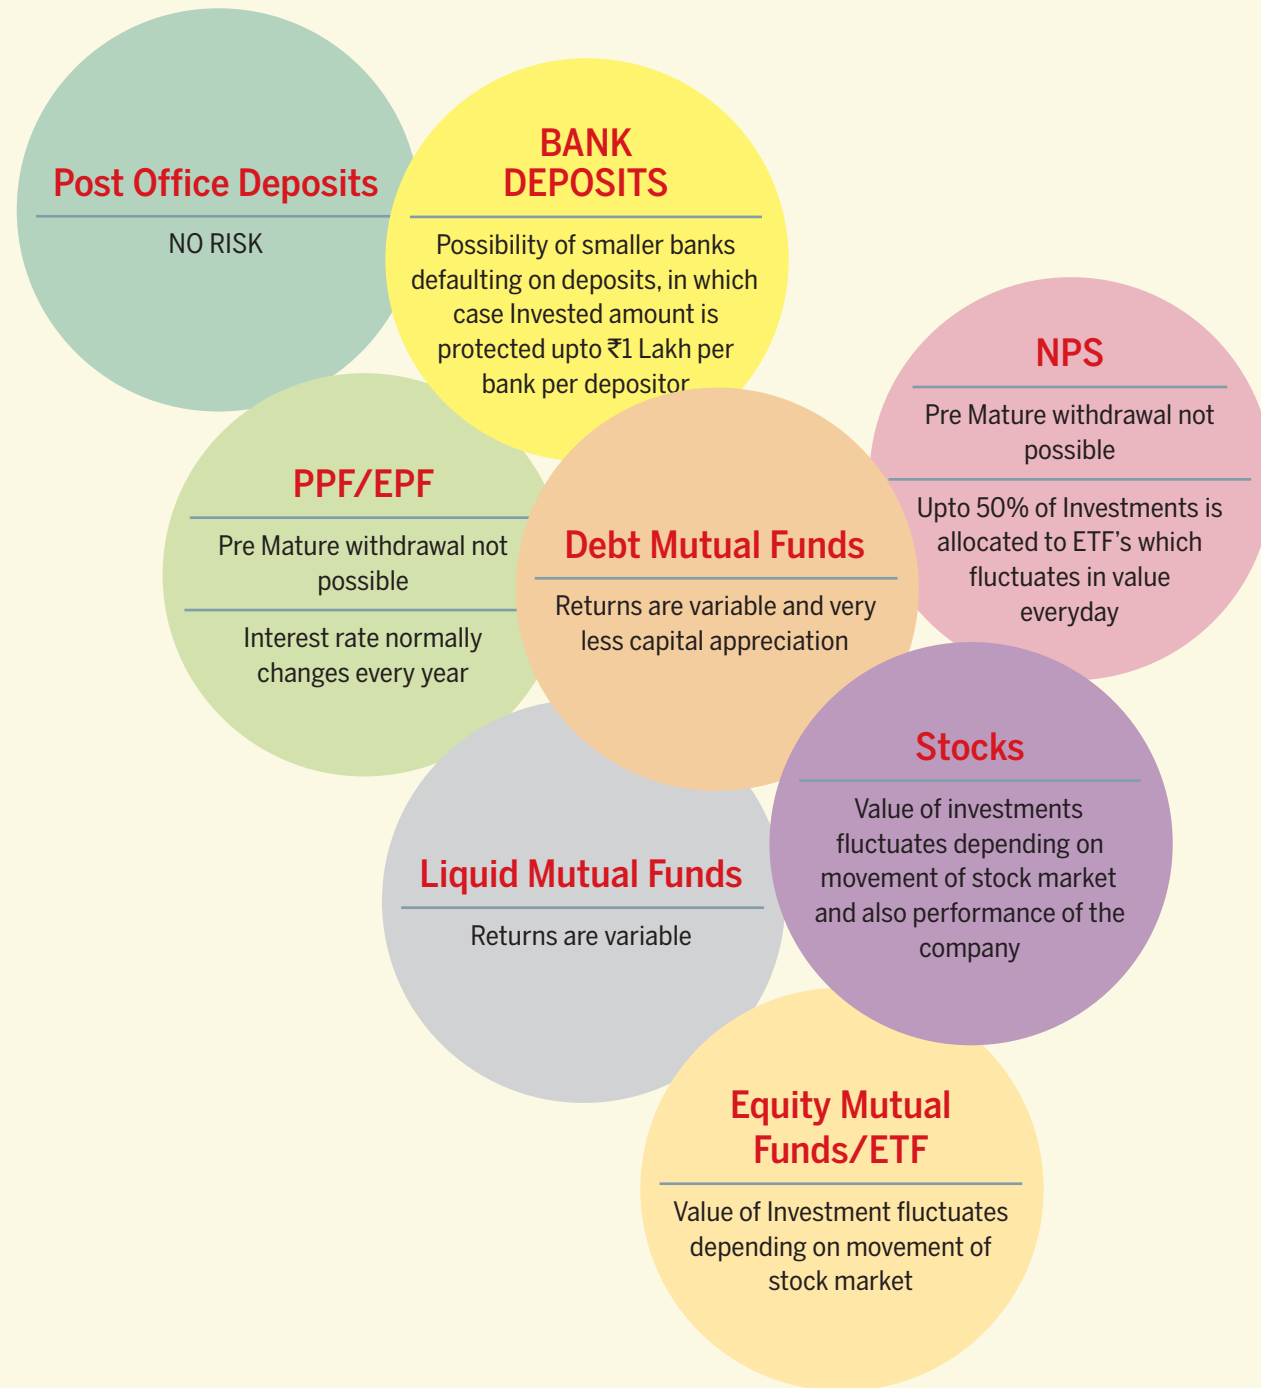 Post Office Deposits
NO RISK
BANK
DEPOSITS
Possibility of smaller banks
defaulting on deposits, in which
case Invested amount is
protected upto ₹1 Lakh per
bank per depositor
NPS
Pre Mature withdrawal not
possible
Upto 50% of Investments is
allocated to ETF's which
fluctuates in value
everyday
PPF/EPF
Pre Mature withdrawal not
possible
Interest rate normally
changes every year
Debt Mutual Funds
Returns are variable and very
less capital appreciation
Stocks
Value of investments
fluctuates depending on
movement of stock market
and also performance of the
company
Liquid Mutual Funds
Returns are variable
Equity Mutual
Funds/ETF
Value of Investment fluctuates
depending on movement of
stock market